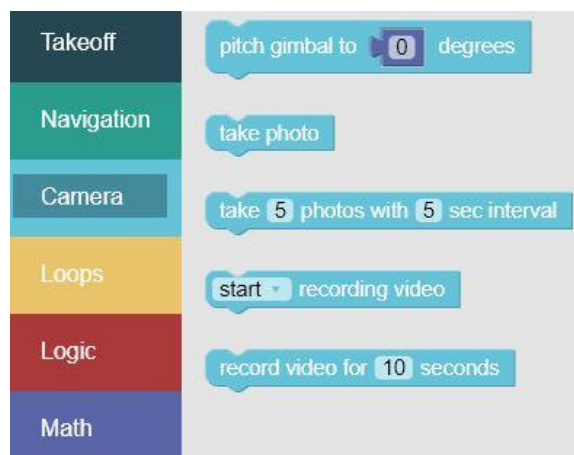 Takeoff
Navigation
Camera
Loops
Logic
Math
pitch gimbal to 0 degrees
take photo
take 5 photos with 5 sec interval
start recording video
record video for 10 seconds